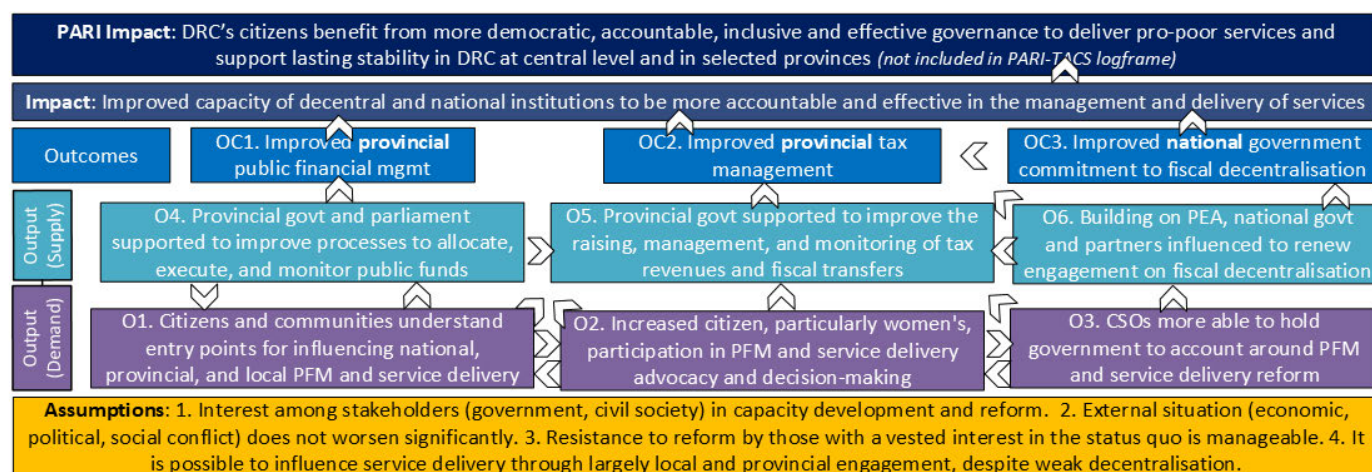 PARI Impact: DRC's citizens benefit from more democratic, accountable, inclusive and effective governance to deliver pro-poor services and
support lasting stability in DRC at central level and in selected provinces (not included in PARI-TACS logframe)
Impact: Improved capacity of decentral and national institutions to be more accountable and effective in the management and delivery of services
Outcomes
OC1. Improved provincial
public financial mgmt
OC2. Improved provincial tax
management
OC3. Improved national government
commitment to fiscal decentralisation
Output
(Supply)
O4. Provincial govt and parliament
supported to improve processes to allocate,
execute, and monitor public funds
O5. Provincial govt supported to improve the
raising, management, and monitoring of tax
revenues and fiscal transfers
O6. Building on PEA, national govt
and partners influenced to renew
engagement on fiscal decentralisation
Output
(Demand)
O1. Citizens and communities understand
entry points for influencing national,
provincial, and local PFM and service delivery
O2. Increased citizen, particularly women's,
participation in PFM and service delivery
advocacy and decision-making
O3. CSOs more able to hold
government to account around PFM
and service delivery reform
Assumptions: 1. Interest among stakeholders (government, civil society) in capacity development and reform. 2. External situation (economic,
political, social conflict) does not worsen significantly. 3. Resistance to reform by those with a vested interest in the status quo is manageable. 4. It
is possible to influence service delivery through largely local and provincial engagement, despite weak decentralisation.